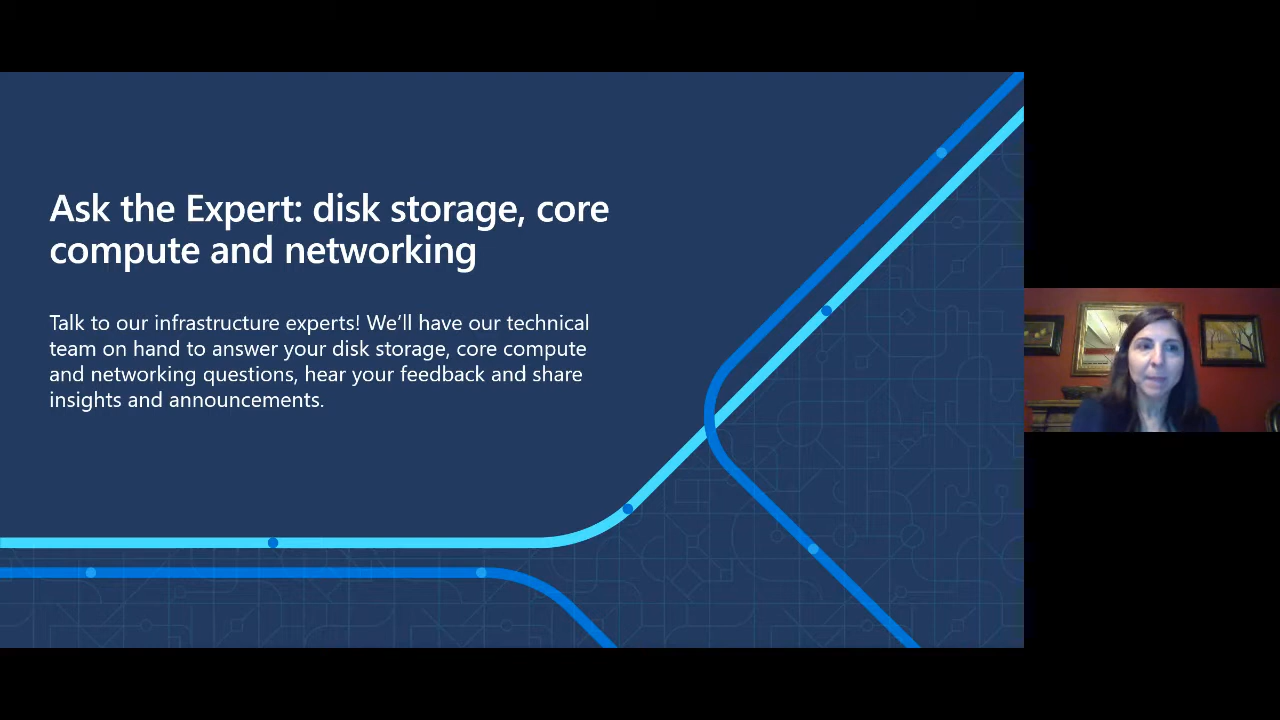 Ask the Expert: disk storage, core
compute and networking
Talk to our infrastructure experts! We’ll have our technical
team on hand to answer your disk storage, core compute
and networking questions, hear your feedback and share
insights and announcements.